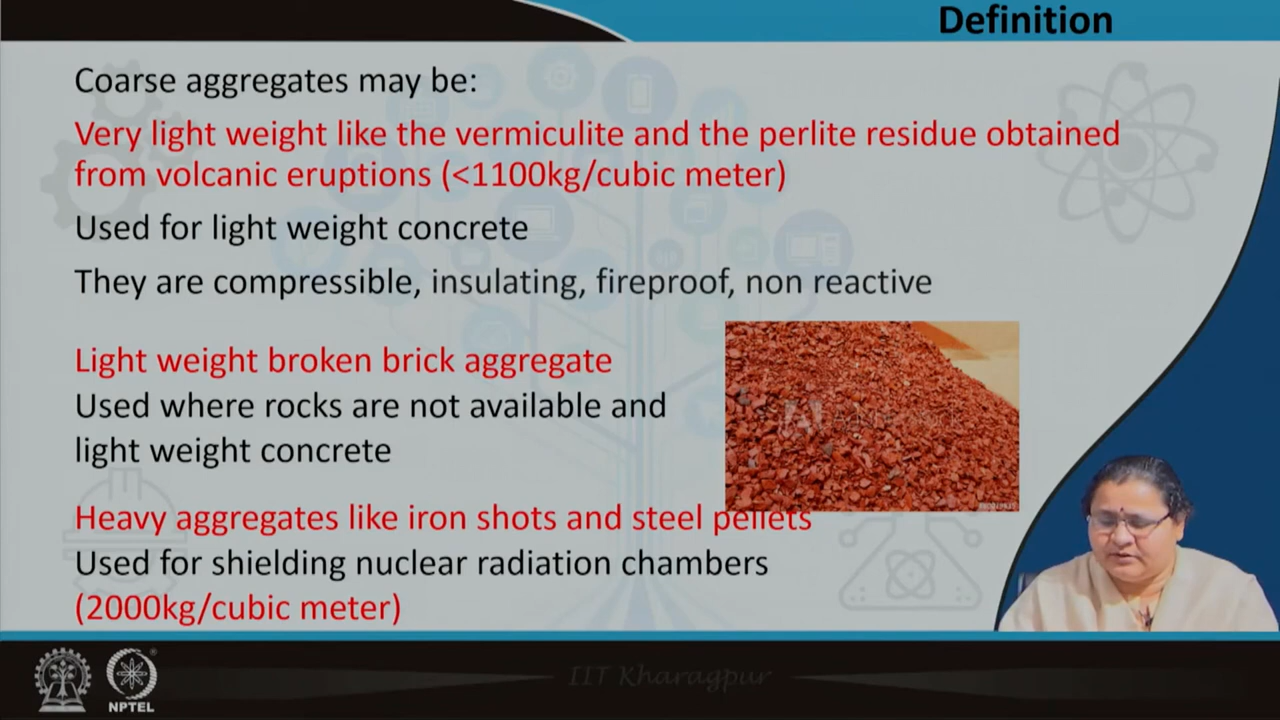 Definition
Coarse aggregates may be:
Very light weight like the vermiculite and the perlite residue obtained
from volcanic eruptions (<1100kg/cubic meter)
Used for light weight concrete
They are compressible, insulating, fireproof, non reactive
Light weight broken brick aggregate
Used where rocks are not available and
light weight concrete
Heavy aggregates like iron shots and steel pellets
Used for shielding nuclear radiation chambers
(2000kg/cubic meter)
IIT Kharagpur
NPTEL